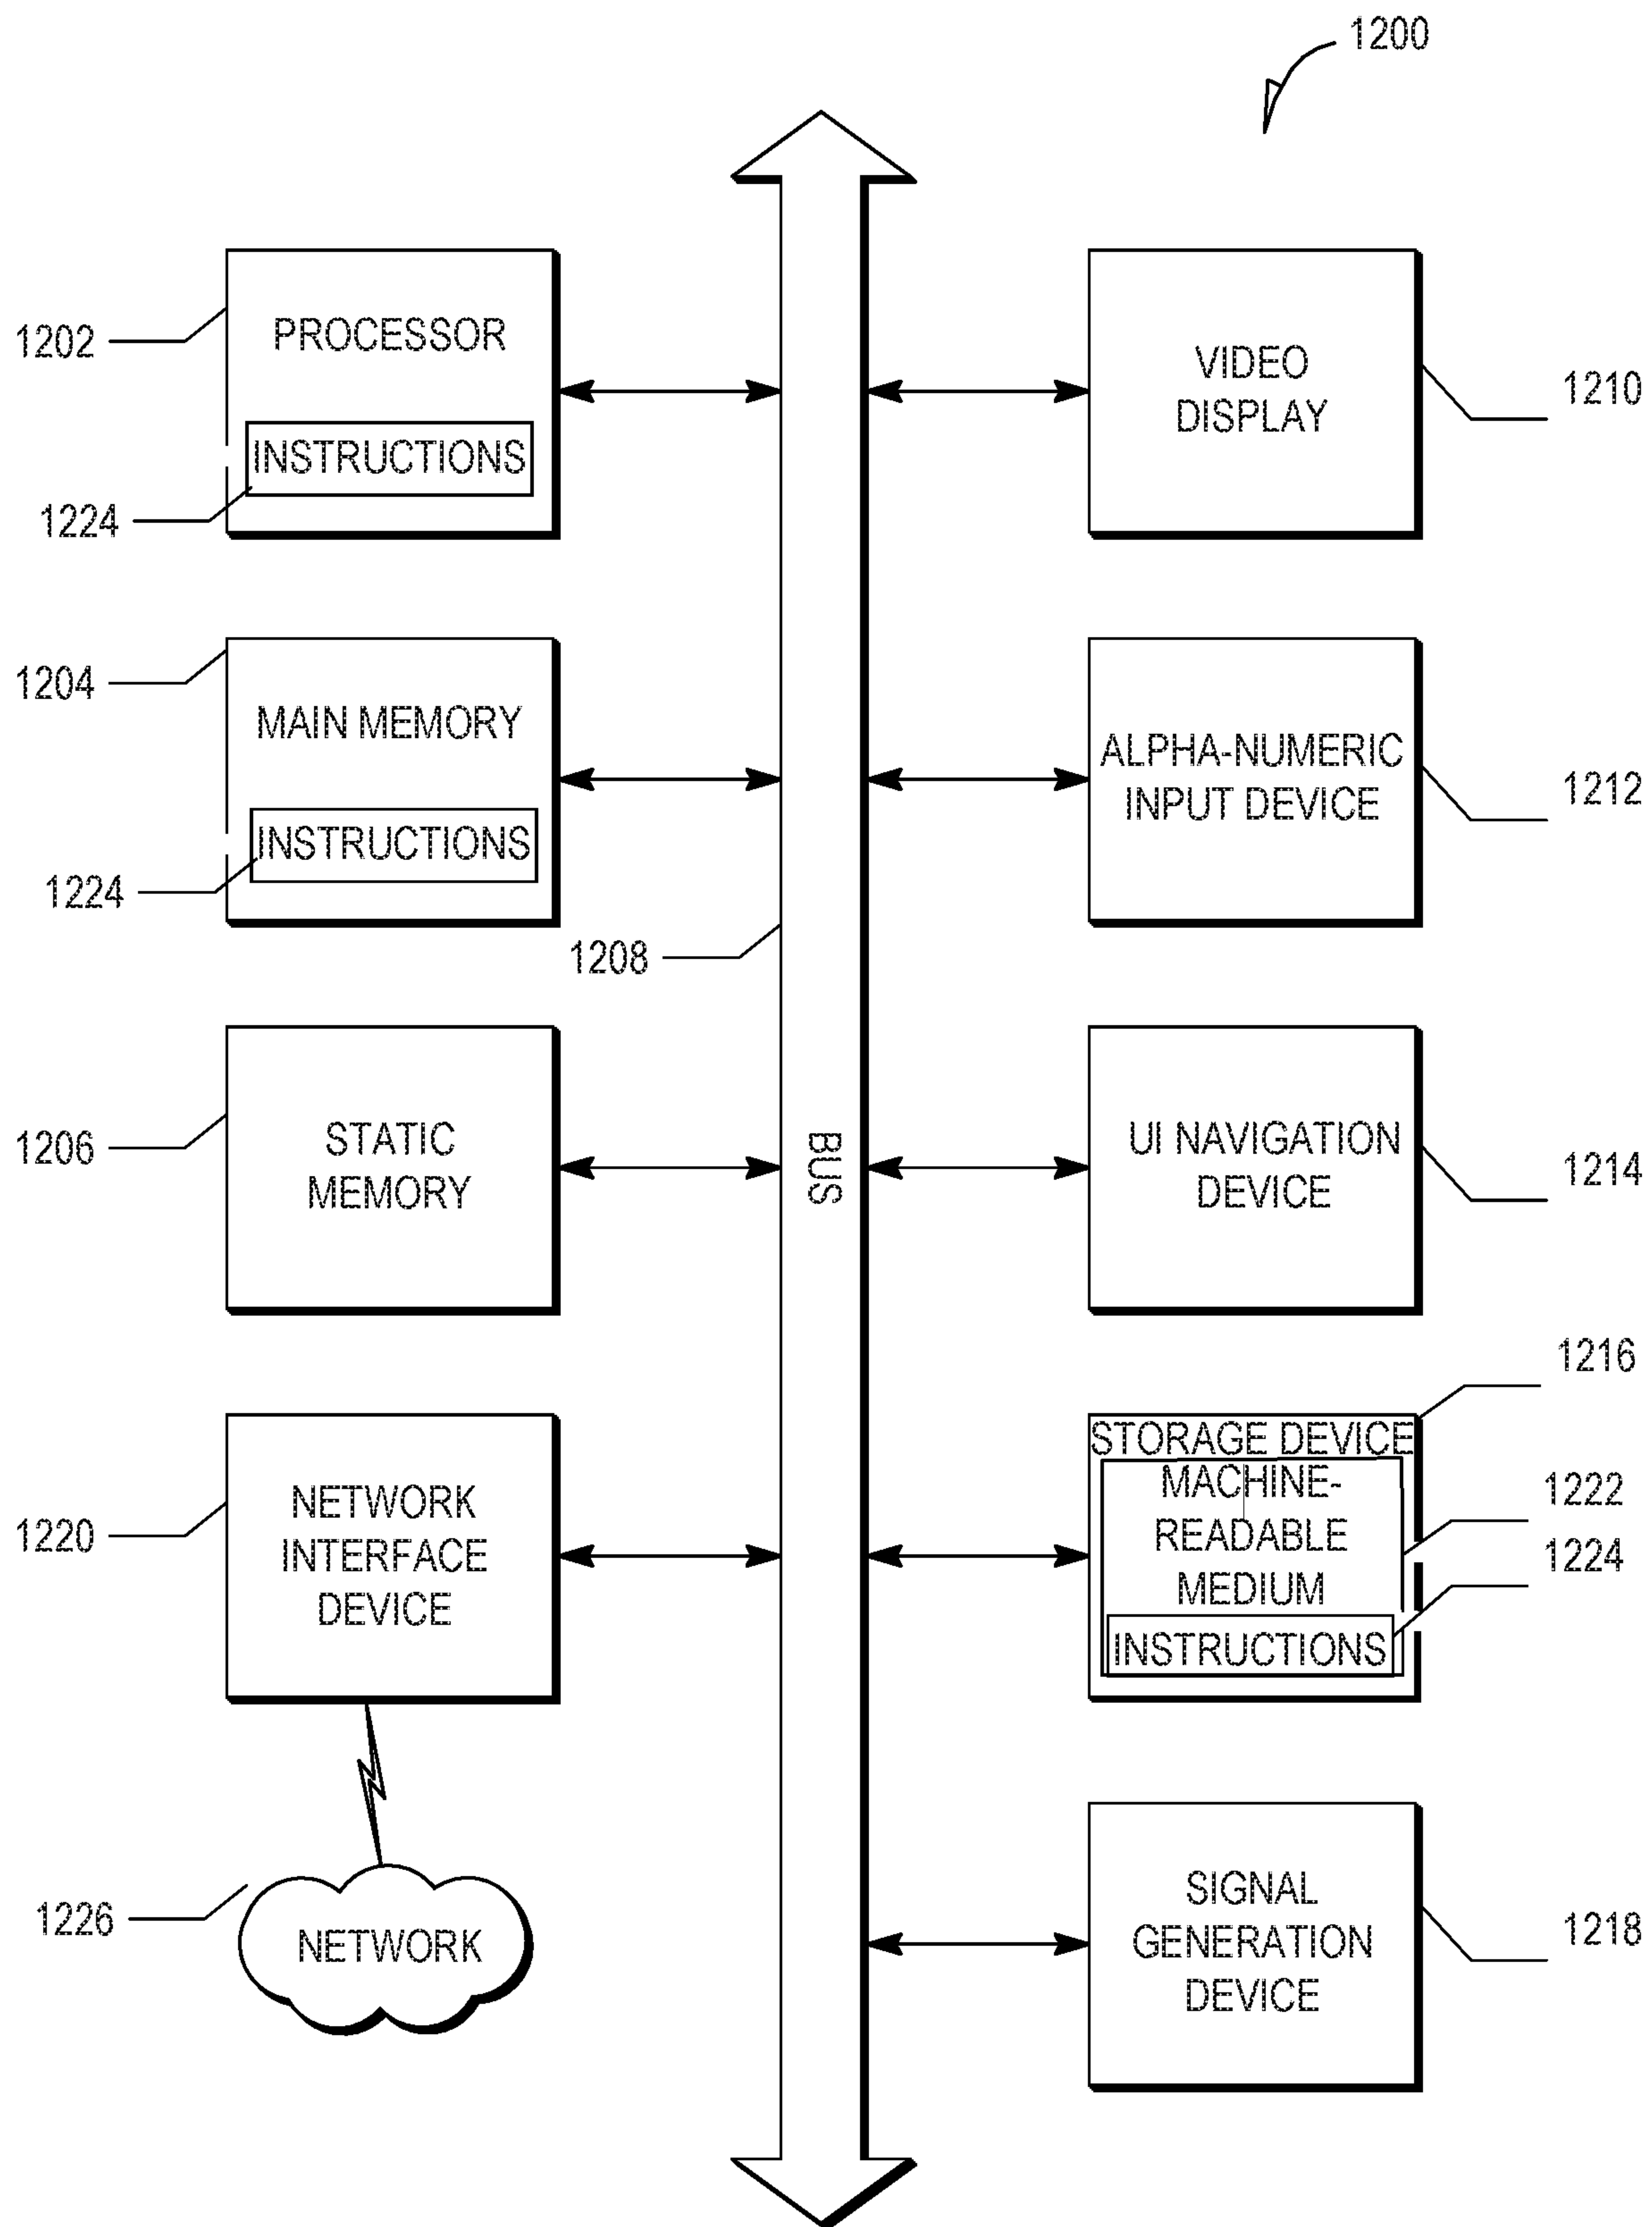 1200
1202
PROCESSOR
INSTRUCTIONS
1224
VIDEO
DISPLAY
1210
1204
MAIN MEMORY
INSTRUCTIONS
1224
ALPHA-NUMERIC
INPUT DEVICE
1212
1208
BUS
1206
STATIC
MEMORY
UI NAVIGATION
DEVICE
1214
1220
NETWORK
INTERFACE
DEVICE
1216
STORAGE DEVICE
MACHINE-
READABLE
MEDIUM
1222
1224
INSTRUCTIONS
1226
NETWORK
SIGNAL
GENERATION
DEVICE
1218